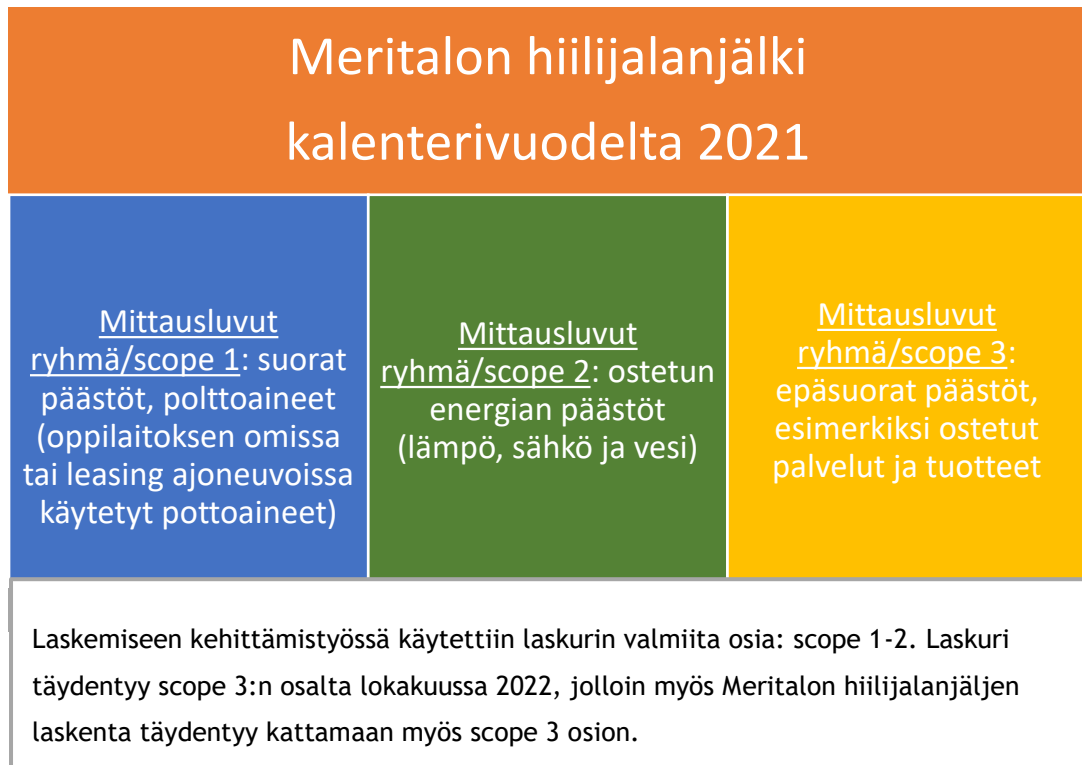 Meritalon hiilijalanjälki
kalenterivuodelta 2021
Mittausluvut
ryhmä/scope 1: suorat
päästöt, polttoaineet
(oppilaitoksen omissa
tai leasing ajoneuvoissa
käytetyt pottoaineet)
Mittausluvut
ryhmä/scope 2: ostetun
energian päästöt
(lämpö, sähkö ja vesi)
Mittausluvut
ryhmä/scope 3:
epäsuorat päästöt,
esimerkiksi ostetut
palvelut ja tuotteet
Laskemiseen kehittämistyössä käytettiin laskurin valmiita osia: scope 1-2. Laskuri
täydentyy scope 3:n osalta lokakuussa 2022, jolloin myös Meritalon hiilijalanjäljen
laskenta täydentyy kattamaan myös scope 3 osion.